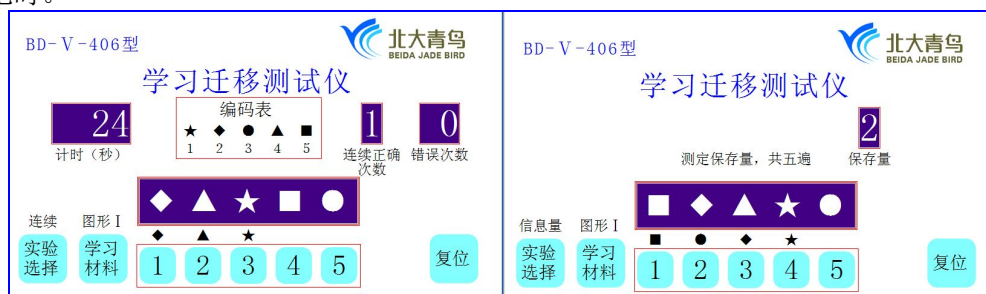 BD-Ⅴ-406型
北大青鸟
BEIDA JADE BIRD
学习迁移测试仪
24
计时（秒）
编码表
★ ◆ ● ▲ ■
1 2 3 4 5
1
连续正确
次数
0
错误次数
◆ ▲ ★ ■ ●
连续
图形Ⅰ
◆ ▲ ★
实验
选择
学习
材料
1 2 3 4 5
复位
BD-Ⅴ-406型
北大青鸟
BEIDA JADE BIRD
学习迁移测试仪
2
测定保存量，共五遍
保存量
■ ◆ ▲ ★ ●
信息量
图形Ⅰ
■ ● ◆ ★
实验
选择
学习
材料
1 2 3 4 5
复位